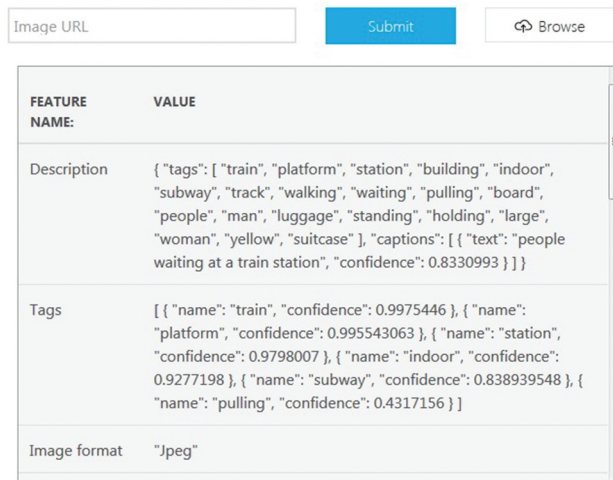 Image URL
Submit
Browse
FEATURE NAME:
VALUE
Description
{ "tags": [ "train", "platform", "station", "building", "indoor",
"subway", "track", "walking", "waiting", "pulling", "board",
"people", "man", "luggage", "standing", "holding", "large",
"woman", "yellow", "suitcase" ], "captions": [ { "text": "people
waiting at a train station", "confidence": 0.8330993 } ] }
Tags
[ { "name": "train", "confidence": 0.9975446 }, { "name":
"platform", "confidence": 0.995543063 }, { "name": "station",
"confidence": 0.9798007 }, { "name": "indoor", "confidence":
0.9277198 }, { "name": "subway", "confidence": 0.838939548 }, {
"name": "pulling", "confidence": 0.4317156 } ]
Image format
"Jpeg"